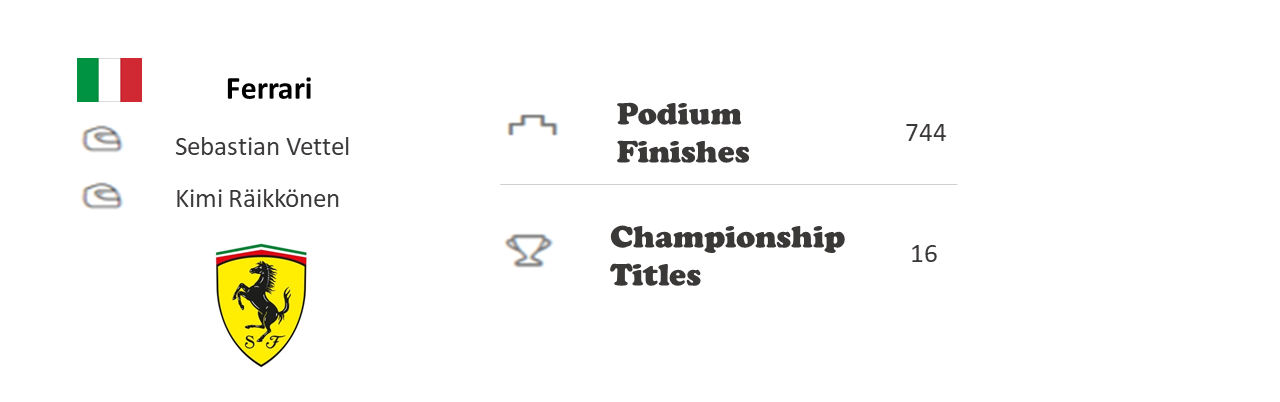 Ferrari
Sebastian Vettel
Kimi Räikkönen
S F
Podium
Finishes
744
Championship
Titles
16